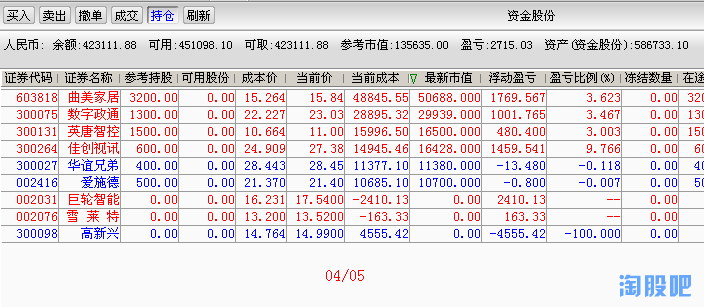 买入 卖出 撤单 成交 持仓 刷新 资金股份
人民币: 余额:423111.88 可用:451098.10 可取:423111.88 参考市值:135635.00 盈亏:2715.03 资产(资金股份):586733.10
证券代码 证券名称 参考持股 可用股份 成本价 当前价 当前成本 最新市值 浮动盈亏 盈亏比例(%) 冻结数量 在途
603818 曲美家居 3200.00 0.00 15.264 15.84 48845.55 50688.000 1769.567 3.623 0.00 320
300075 数字政通 1300.00 0.00 22.227 23.03 28895.32 29939.000 1001.765 3.467 0.00 130
300131 英唐智控 1500.00 0.00 10.664 11.00 15996.50 16500.000 480.400 3.003 0.00 150
300264 佳创视讯 600.00 0.00 24.909 27.38 14945.46 16428.000 1459.541 9.766 0.00 60
300027 华谊兄弟 400.00 0.00 28.443 28.45 11377.10 11380.000 -13.480 -0.118 0.00 40
002416 爱施德 500.00 0.00 21.370 21.40 10685.10 10700.000 -0.800 -0.007 0.00 50
002031 巨轮智能 0.00 0.00 16.231 17.5400 -2410.13 0.00 2410.13 -- 0.00
002076 雪 莱 特 0.00 0.00 13.200 13.5200 -163.33 0.00 163.33 -- 0.00
300098 高新兴 0.00 0.00 14.764 14.9900 4555.42 0.00 -4555.42 -100.000 0.00
04/05
淘股吧